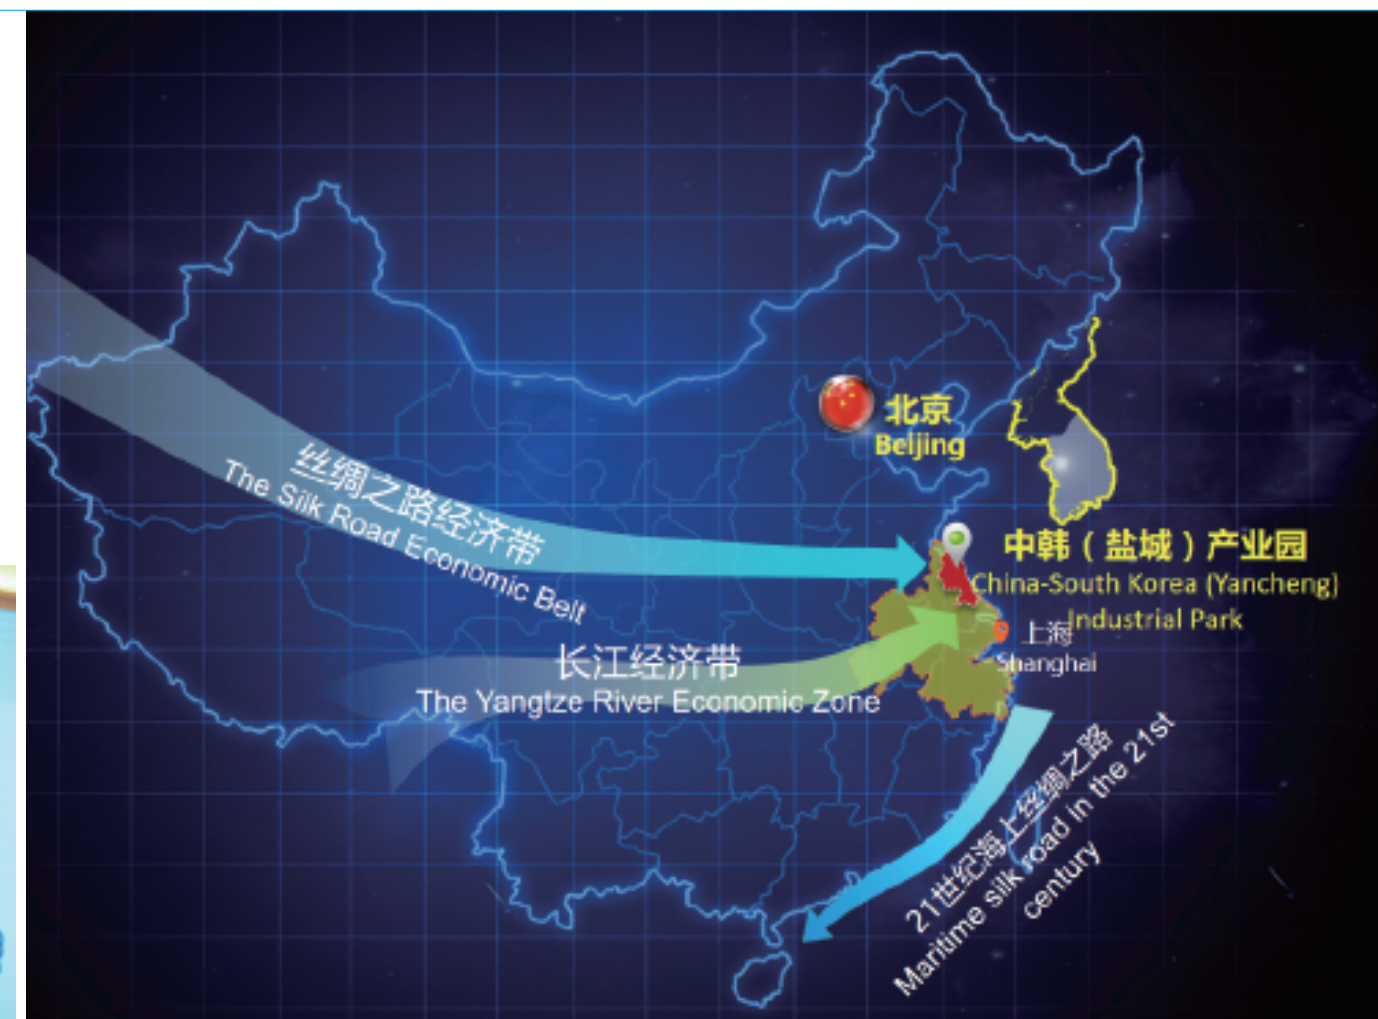 北京
Beijing
丝绸之路经济带
The Silk Road Economic Belt
中韩（盐城）产业园
China-South Korea (Yancheng)
Industrial Park
上海
Shanghai
长江经济带
The Yangtze River Economic Zone
21世纪海上丝绸之路
Maritime silk road in the 21st
century